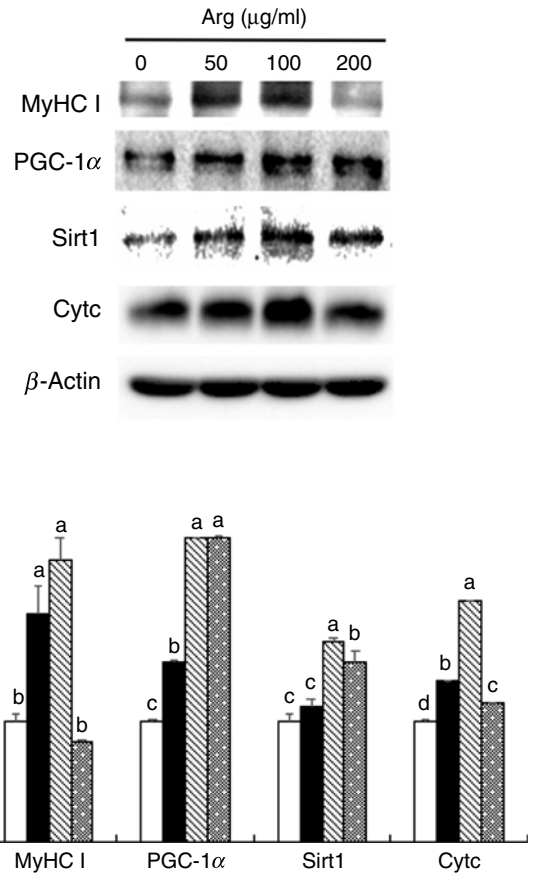 Arg (μg/ml)
0 50 100 200
MyHC I
PGC-1α
Sirt1
Cytc
β-Actin
a a
b a b
c b a a
c c a b
d b a c
MyHC I PGC-1α Sirt1 Cytc